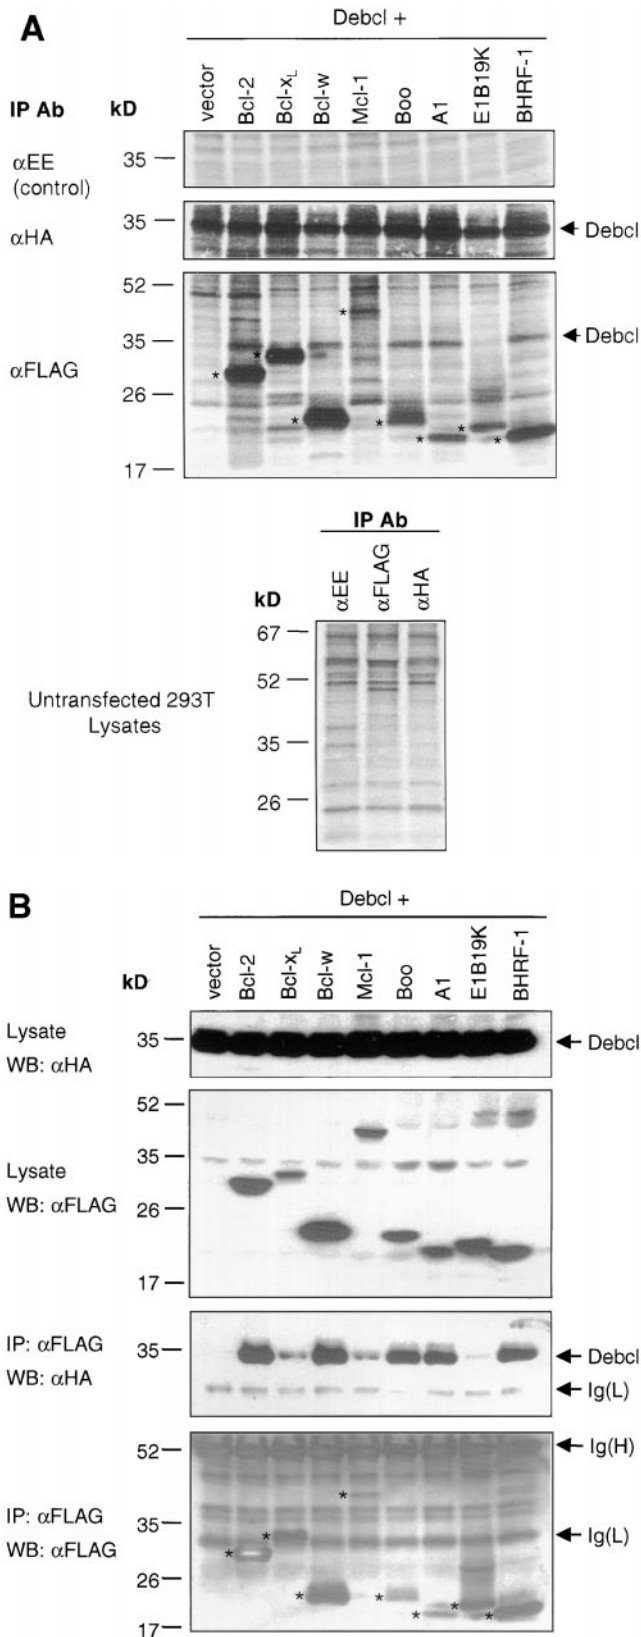 A
Debcl +
vector Bcl-2 Bcl-xL Bcl-w Mcl-1 Boo A1 E1B19K BHRF-1
IP Ab kD
αEE
(control)
35
αHA
35
Debcl
52
35
Debcl
αFLAG
26
17
IP Ab
αEE αFLAG αHA
kD
67
52
Untransfected 293T
Lysates
35
26
B
Debcl +
vector Bcl-2 Bcl-xL Bcl-w Mcl-1 Boo A1 E1B19K BHRF-1
kD
Lysate
WB: αHA
35
Debcl
52
35
Lysate
WB: αFLAG
26
17
IP: αFLAG
WB: αHA
35
Debcl
Ig(L)
52
Ig(H)
35
Ig(L)
IP: αFLAG
WB: αFLAG
26
17